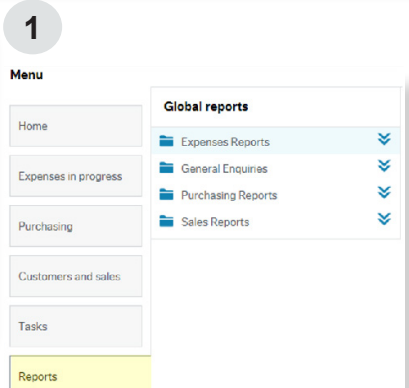 1
Menu
Home
Expenses in progress
Purchasing
Customers and sales
Tasks
Reports
Global reports
Expenses Reports
General Enquiries
Purchasing Reports
Sales Reports